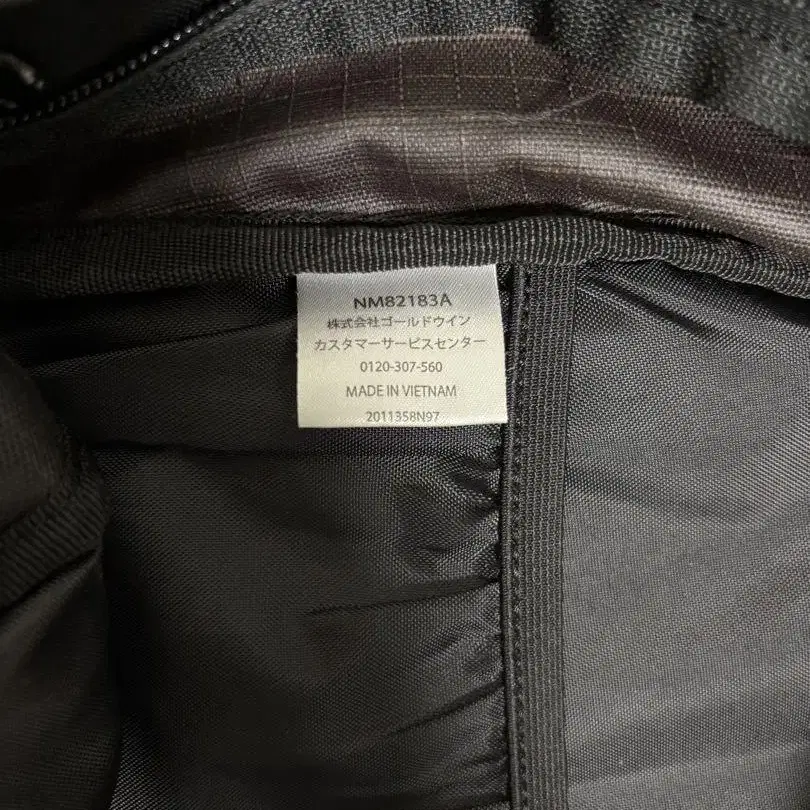 NM82183A
株式会社ゴールドウイン
カスタマーサービスセンター
0120-307-560
MADE IN VIETNAM
2011358N97